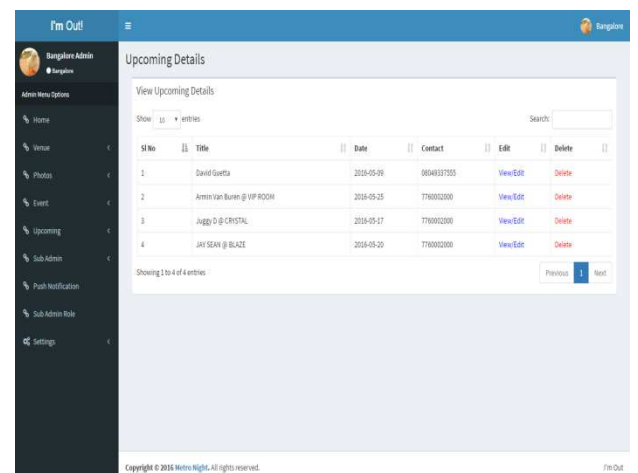 I'm Out!
Bangalore
Bangalore Admin
Bangalore
Admin Menu Options
Home
Venue
Photos
Event
Upcoming
Sub Admin
Push Notification
Sub Admin Role
Settings
Upcoming Details
View Upcoming Details
Show 10 entries Search:
Sl No Title Date Contact Edit Delete
1 David Guetta 2016-05-09 08049337555 View/Edit Delete
2 Armin Van Buren @ VIP ROOM 2016-05-25 7760002000 View/Edit Delete
3 Juggy D @ CRYSTAL 2016-05-17 7760002000 View/Edit Delete
4 JAY SEAN @ BLAZE 2016-05-20 7760002000 View/Edit Delete
Showing 1 to 4 of 4 entries Previous 1 Next
Copyright © 2016 Metro Night. All rights reserved. I'm Out